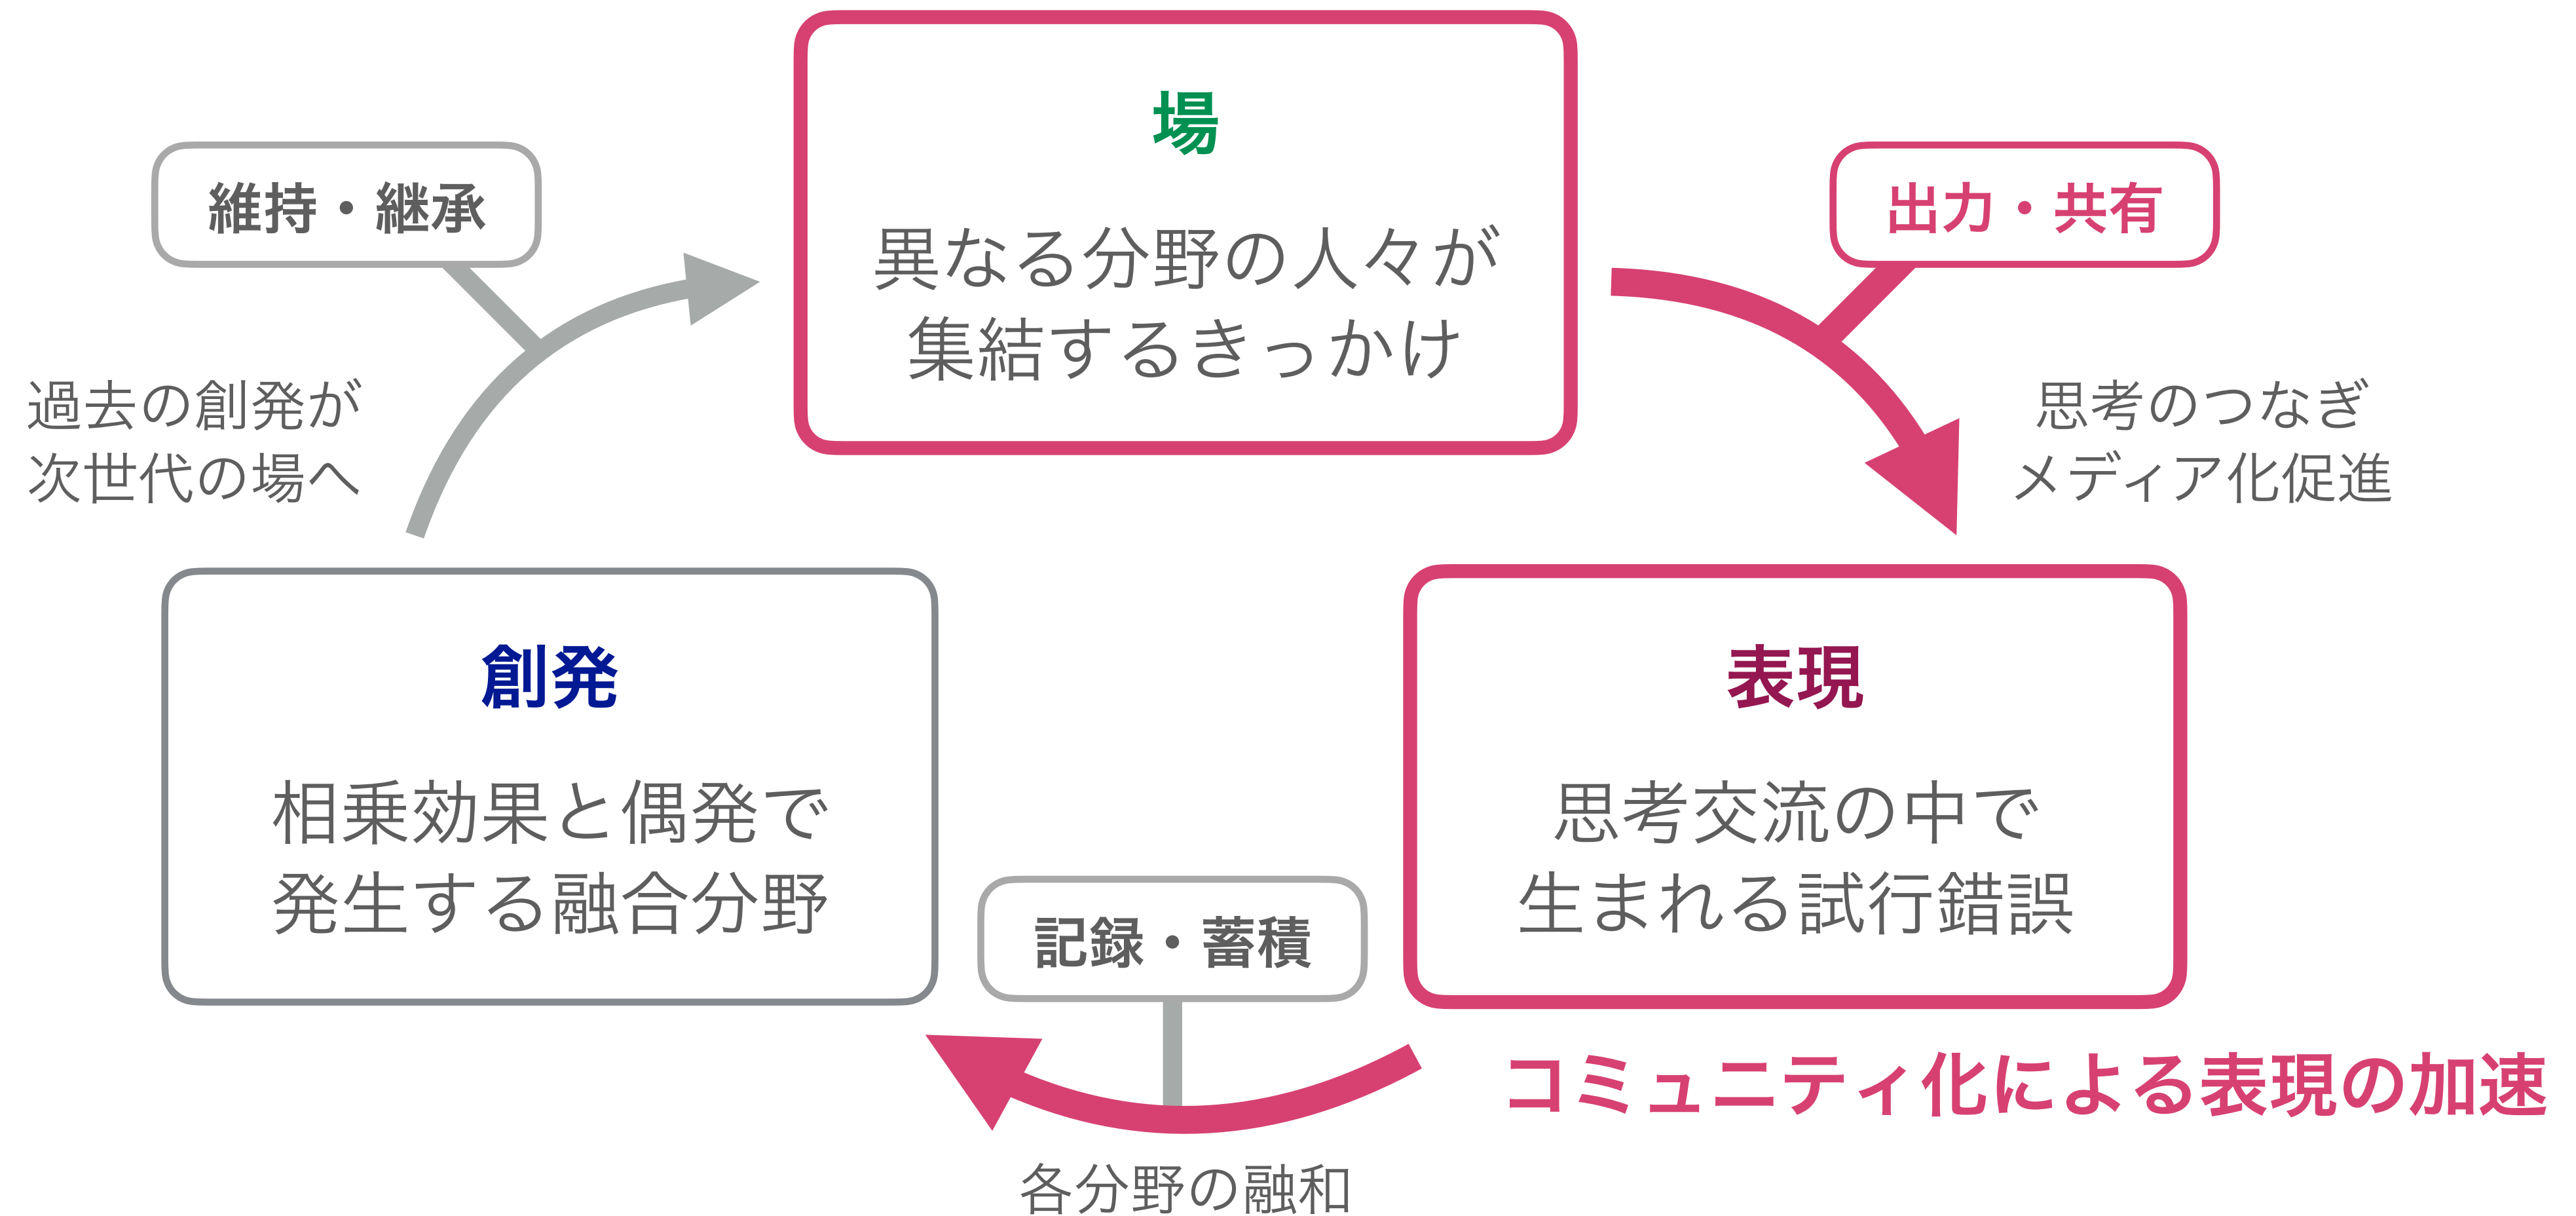 場
異なる分野の人々が
集結するきっかけ
維持・継承
出力・共有
過去の創発が
次世代の場へ
思考のつなぎ
メディア化促進
創発
相乗効果と偶発で
発生する融合分野
表現
思考交流の中で
生まれる試行錯誤
記録・蓄積
コミュニティ化による表現の加速
各分野の融和